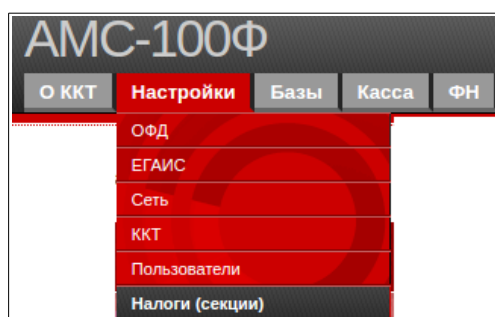 АМС-100Ф
О ККТ Настройки Базы Касса ФН
ОФД
ЕГАИС
Сеть
ККТ
Пользователи
Налоги (секции)